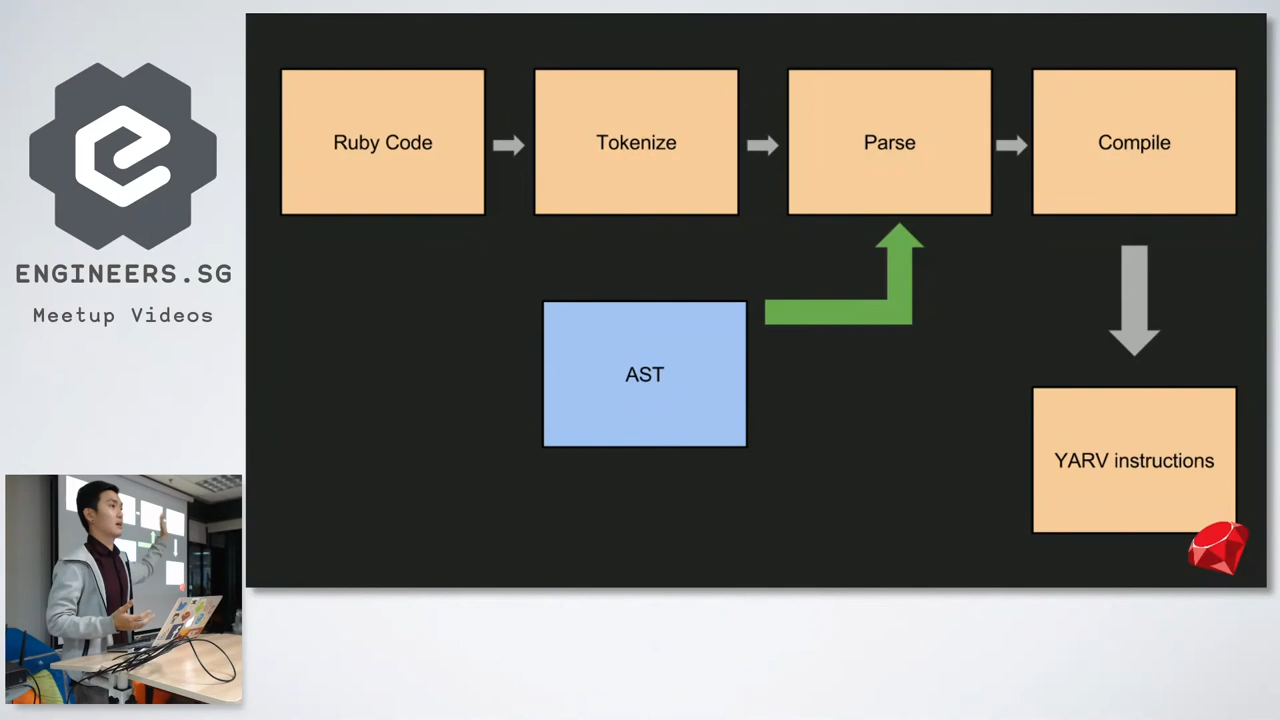 ENGINEERS.SG
Meetup Videos
Ruby Code
Tokenize
Parse
Compile
AST
YARV instructions